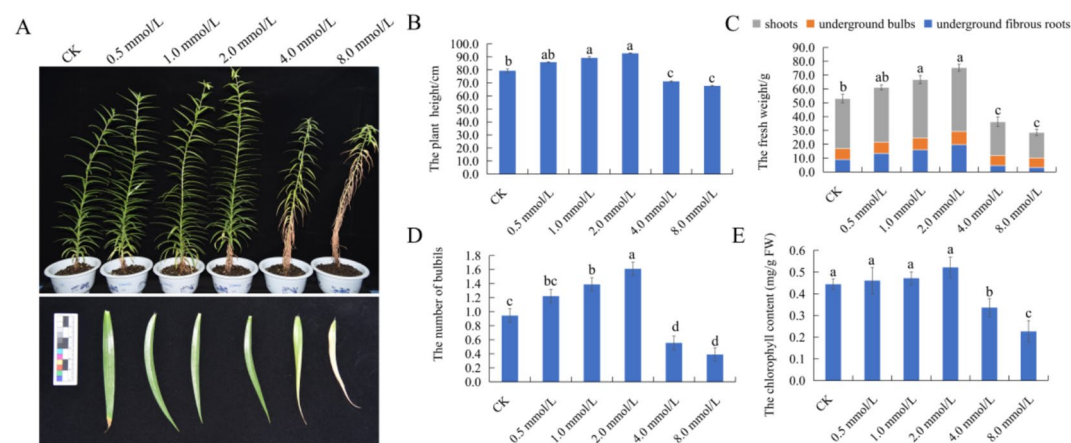 A
CK
0.5 mmol/L
1.0 mmol/L
2.0 mmol/L
4.0 mmol/L
8.0 mmol/L
B
The plant height/cm
100.0
90.0
80.0
70.0
60.0
50.0
40.0
30.0
20.0
10.0
0.0
b
ab
a
a
c
c
CK
0.5 mmol/L
1.0 mmol/L
2.0 mmol/L
4.0 mmol/L
8.0 mmol/L
C
shoots
underground bulbs
underground fibrous roots
The fresh weight/g
90.0
80.0
70.0
60.0
50.0
40.0
30.0
20.0
10.0
0.0
b
ab
a
a
c
c
CK
0.5 mmol/L
1.0 mmol/L
2.0 mmol/L
4.0 mmol/L
8.0 mmol/L
D
The number of bulbils
1.8
1.6
1.4
1.2
1.0
0.8
0.6
0.4
0.2
0.0
c
bc
b
a
d
d
CK
0.5 mmol/L
1.0 mmol/L
2.0 mmol/L
4.0 mmol/L
8.0 mmol/L
E
The chlorophyll content (mg/g FW)
0.6
0.5
0.4
0.3
0.2
0.1
0.0
a
a
a
a
b
c
CK
0.5 mmol/L
1.0 mmol/L
2.0 mmol/L
4.0 mmol/L
8.0 mmol/L